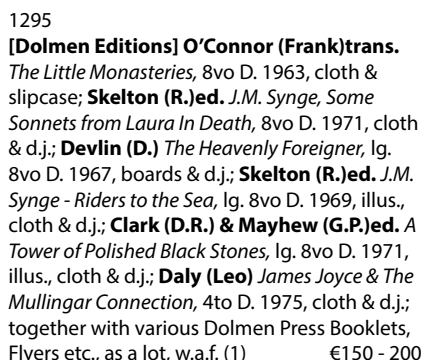 1295
[Dolmen Editions] O’Connor (Frank)trans.
The Little Monasteries, 8vo D. 1963, cloth &
slipcase; Skelton (R.)ed. J.M. Synge, Some
Sonnets from Laura In Death, 8vo D. 1971, cloth
& d.j.; Devlin (D.) The Heavenly Foreigner, lg.
8vo D. 1967, boards & d.j.; Skelton (R.)ed. J.M.
Synge - Riders to the Sea, lg. 8vo D. 1969, illus.,
cloth & d.j.; Clark (D.R.) & Mayhew (G.P.)ed. A
Tower of Polished Black Stones, lg. 8vo D. 1971,
illus., cloth & d.j.; Daly (Leo) James Joyce & The
Mullingar Connection, 4to D. 1975, cloth & d.j.;
together with various Dolmen Press Booklets,
Flyers etc., as a lot, w.a.f. (1) €150 - 200